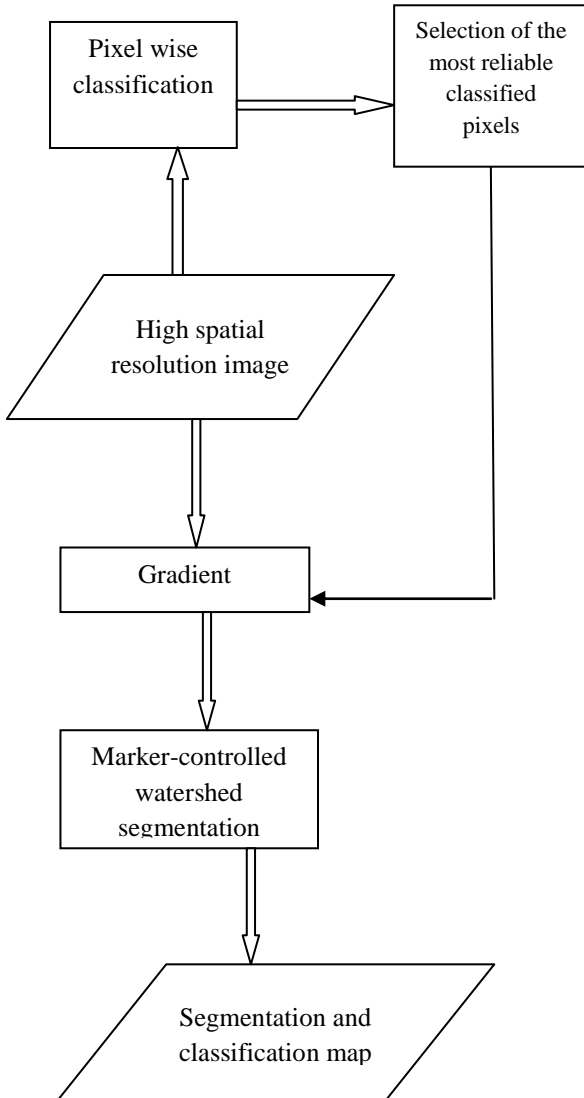 Pixel wise
classification
Selection of the
most reliable
classified
pixels
High spatial
resolution image
Gradient
Marker-controlled
watershed
segmentation
Segmentation and
classification map